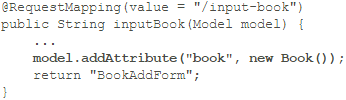 @RequestMapping(value = "/input-book")
public String inputBook(Model model) {
    ...
    model.addAttribute("book", new Book());
    return "BookAddForm";
}